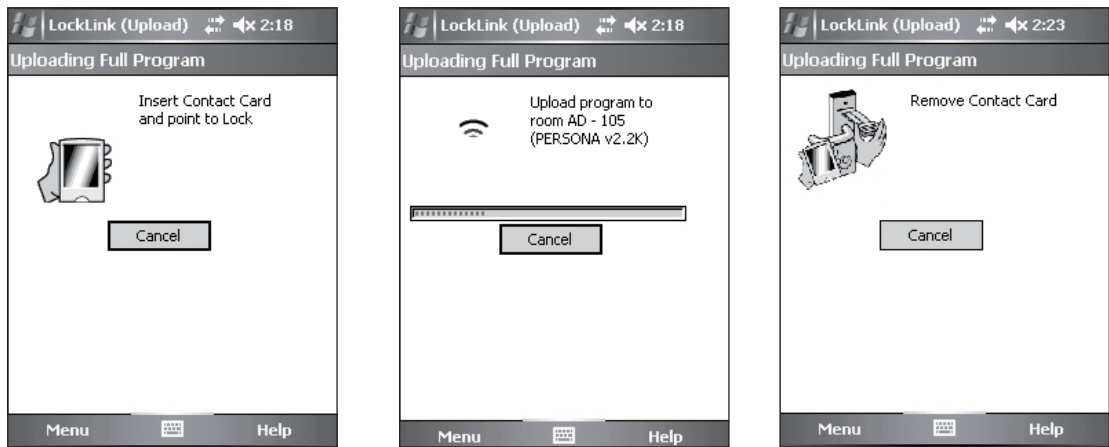 LockLink (Upload) 2:18
Uploading Full Program
Insert Contact Card
and point to Lock
Cancel
Menu Help
LockLink (Upload) 2:18
Uploading Full Program
Upload program to
room AD - 105
(PERSONA v2.2K)
Cancel
Menu Help
LockLink (Upload) 2:23
Uploading Full Program
Remove Contact Card
Cancel
Menu Help